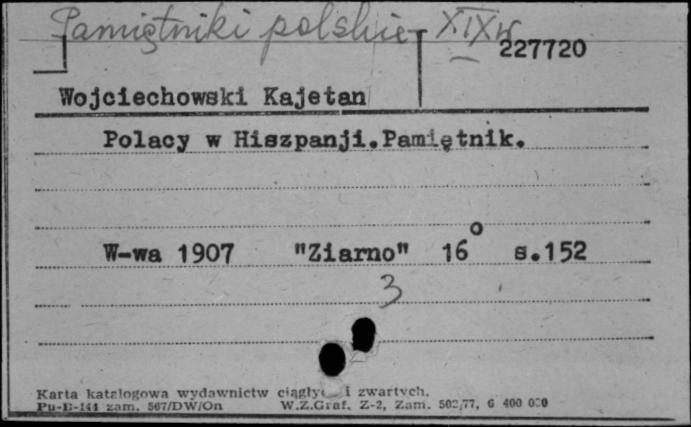 Pamiętniki polskie XIXw
227720
Wojciechowski Kajetan
Polacy w Hiszpanji.Pamiętnik.
W-wa 1907 "Ziarno" 16° s.152
3
Karta katalogowa wydawnictw ciągły i zwartych.
Pu-D-144 zam. 567/DW/On W.Z.Graf. Z-2, Zam. 502/77, 6 400 000